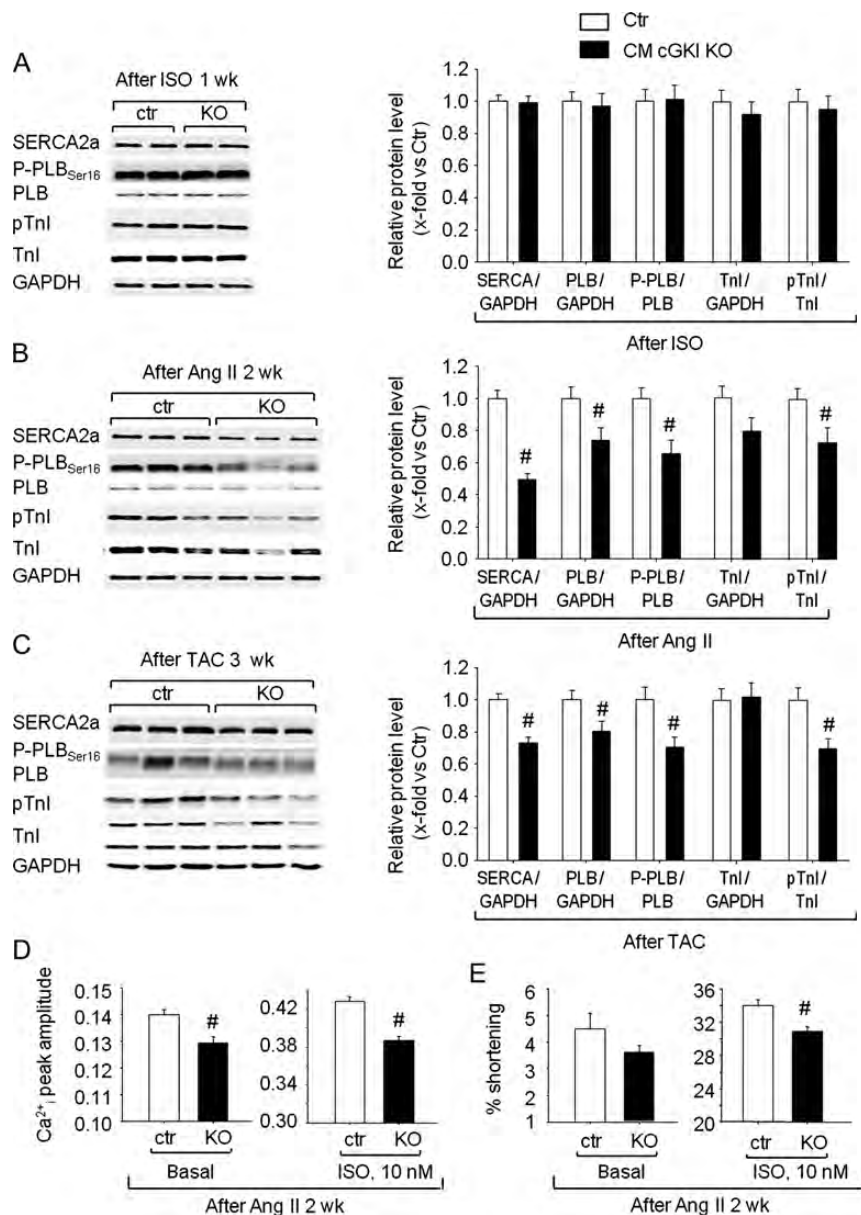 Ctr
CM cGKI KO
A
After ISO 1 wk
ctr KO
SERCA2a
P-PLBSer16
PLB
pTnI
TnI
GAPDH
Relative protein level
(x-fold vs Ctr)
1.2
1.0
0.8
0.6
0.4
0.2
0.0
SERCA/ PLB/ P-PLB/ TnI/ pTnI/
GAPDH GAPDH PLB GAPDH TnI
After ISO
B
After Ang II 2 wk
ctr KO
SERCA2a
P-PLBSer16
PLB
pTnI
TnI
GAPDH
Relative protein level
(x-fold vs Ctr)
1.2
1.0
0.8
0.6
0.4
0.2
0.0
# # # #
SERCA/ PLB/ P-PLB/ TnI/ pTnI/
GAPDH GAPDH PLB GAPDH TnI
After Ang II
C
After TAC 3 wk
ctr KO
SERCA2a
P-PLBSer16
PLB
pTnI
TnI
GAPDH
Relative protein level
(x-fold vs Ctr)
1.2
1.0
0.8
0.6
0.4
0.2
0.0
# # # #
SERCA/ PLB/ P-PLB/ TnI/ pTnI/
GAPDH GAPDH PLB GAPDH TnI
After TAC
D
Ca2+i peak amplitude
0.15
0.14
0.13
0.12
0.11
0.10
#
ctr KO
Basal
0.42
0.38
0.34
0.30
#
ctr KO
ISO, 10 nM
After Ang II 2 wk
E
% shortening
6
5
4
3
2
1
ctr KO
Basal
36
32
28
24
20
#
ctr KO
ISO, 10 nM
After Ang II 2 wk